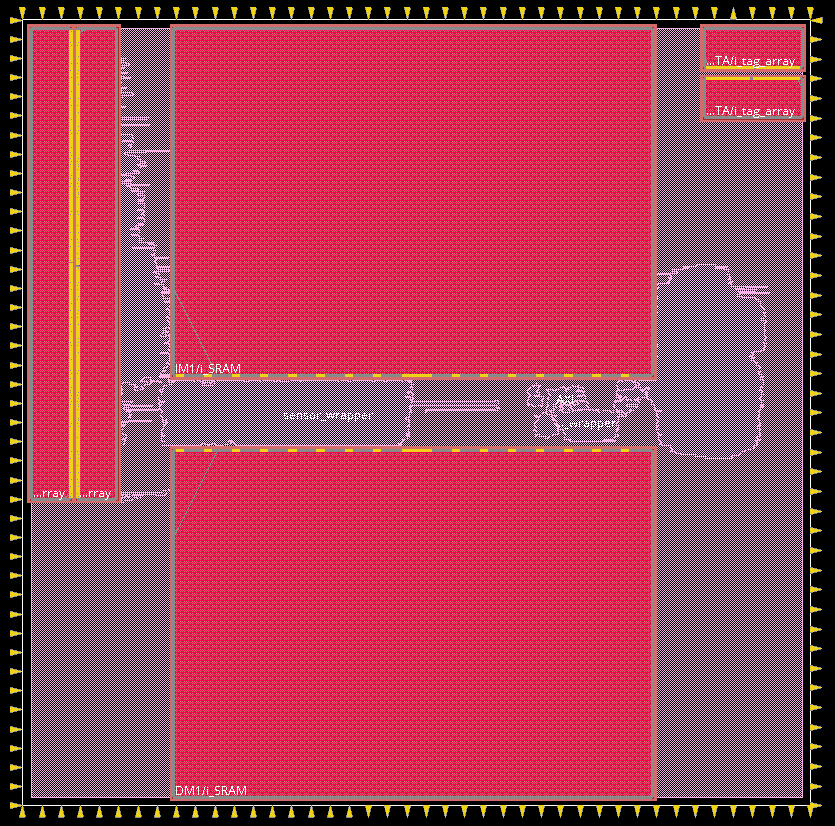 ...TA/i_tag_array
...TA/i_tag_array
IM1/i_SRAM
sensor_wrapper
wrapper
...rray
...rray
DM1/i_SRAM